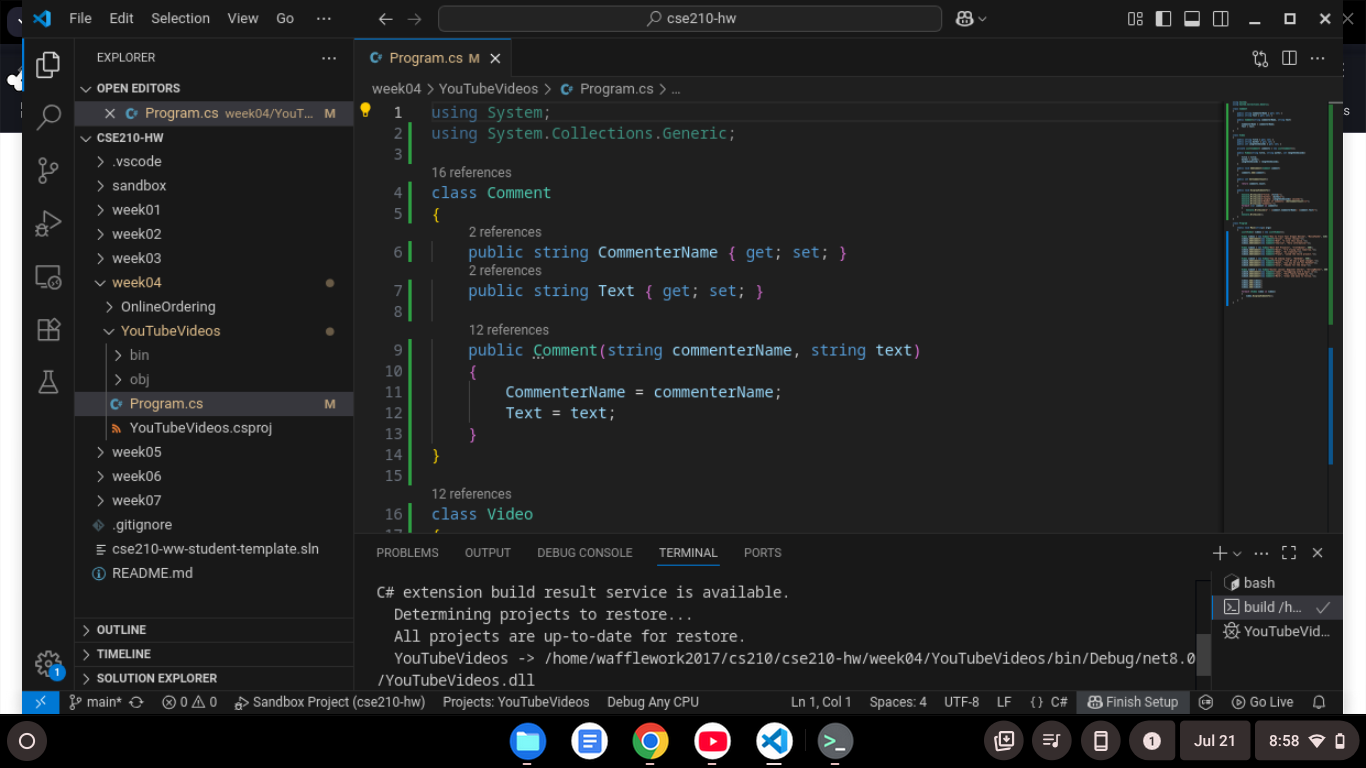 File Edit Selection View Go ··· cse210-hw
EXPLORER ···
OPEN EDITORS
Program.cs week04/YouT... M
CSE210-HW
.vscode
sandbox
week01
week02
week03
week04
OnlineOrdering
YouTubeVideos
bin
obj
Program.cs M
YouTubeVideos.csproj
week05
week06
week07
.gitignore
cse210-ww-student-template.sln
README.md
OUTLINE
TIMELINE
SOLUTION EXPLORER
1
Program.cs M
week04 > YouTubeVideos > Program.cs > ...
1 using System;
2 using System.Collections.Generic;
3
16 references
4 class Comment
5 {
2 references
6 public string CommenterName { get; set; }
2 references
7 public string Text { get; set; }
8
12 references
9 public Comment(string commenterName, string text)
10 {
11 CommenterName = commenterName;
12 Text = text;
13 }
14 }
15
12 references
16 class Video
17 {
PROBLEMS OUTPUT DEBUG CONSOLE TERMINAL PORTS
C# extension build result service is available.
Determining projects to restore...
All projects are up-to-date for restore.
YouTubeVideos -> /home/wafflework2017/cs210/cse210-hw/week04/YouTubeVideos/bin/Debug/net8.0
/YouTubeVideos.dll
bash
build /h...
YouTubeVid...
main* 0 0 Sandbox Project (cse210-hw) Projects: YouTubeVideos Debug Any CPU Ln 1, Col 1 Spaces: 4 UTF-8 LF {} C# Finish Setup Go Live
1 Jul 21 8:58